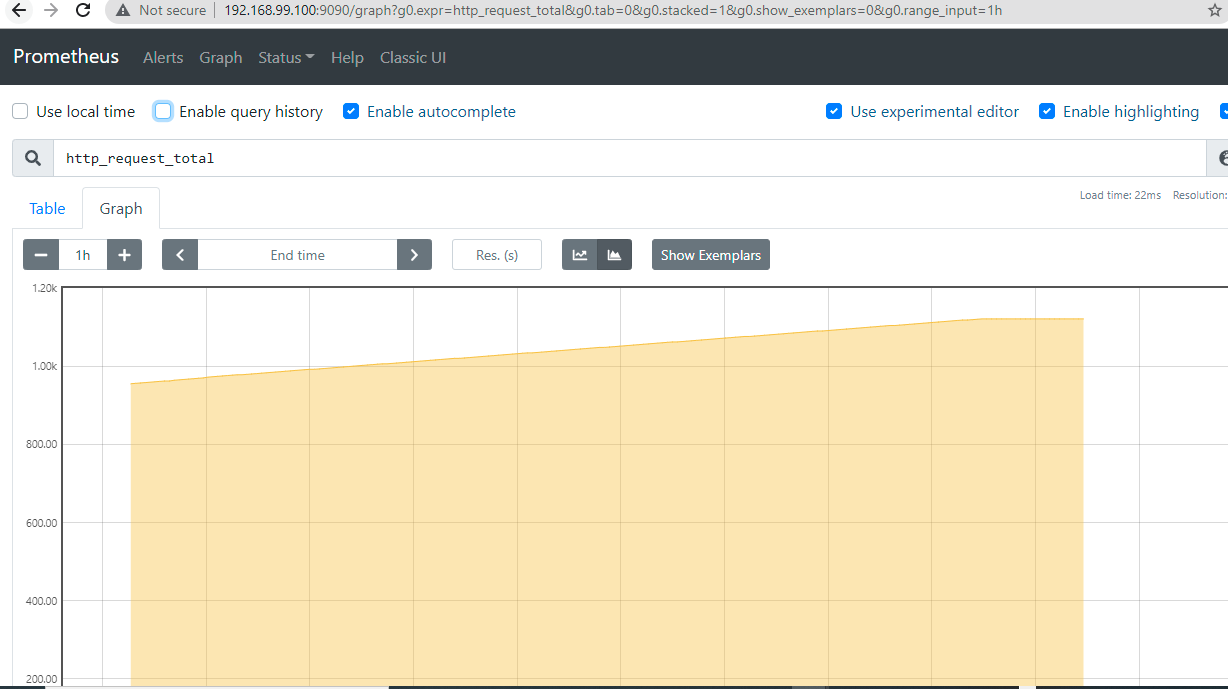 Not secure | 192.168.99.100:9090/graph?g0.expr=http_request_total&g0.tab=0&g0.stacked=1&g0.show_exemplars=0&g0.range_input=1h
Prometheus Alerts Graph Status Help Classic UI
Use local time Enable query history Enable autocomplete Use experimental editor Enable highlighting
http_request_total
Load time: 22ms Resolution:
Table Graph
1h End time Res. (s) Show Exemplars
1.20k
1.00k
800.00
600.00
400.00
200.00